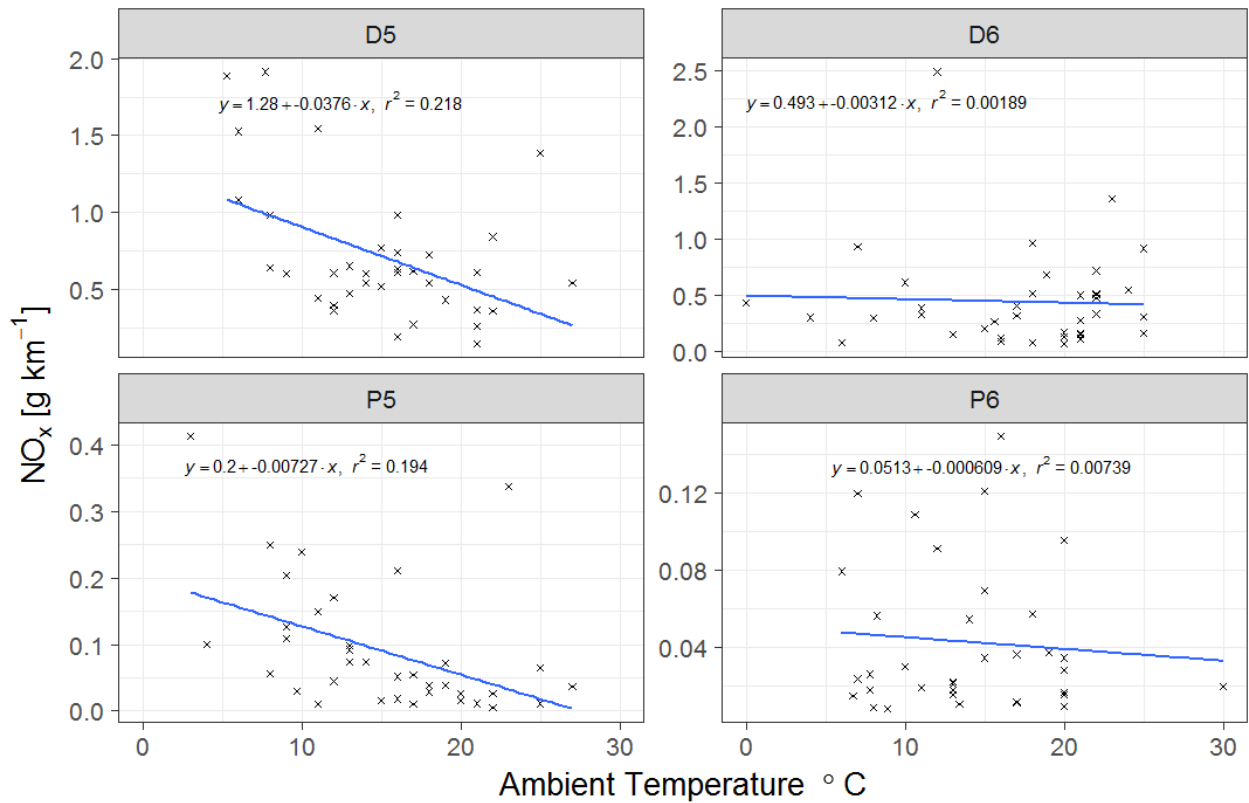 D5 D6
2.0
1.5
1.0
0.5
y = 1.28 + -0.0376 · x, r² = 0.218
2.5
2.0
1.5
1.0
0.5
0.0
y = 0.493 + -0.00312 · x, r² = 0.00189
P5 P6
0.4
0.3
0.2
0.1
0.0
y = 0.2 + -0.00727 · x, r² = 0.194
0.12
0.08
0.04
y = 0.0513 + -0.000609 · x, r² = 0.00739
0 10 20 30 0 10 20 30
NOₓ [g km⁻¹]
Ambient Temperature ° C